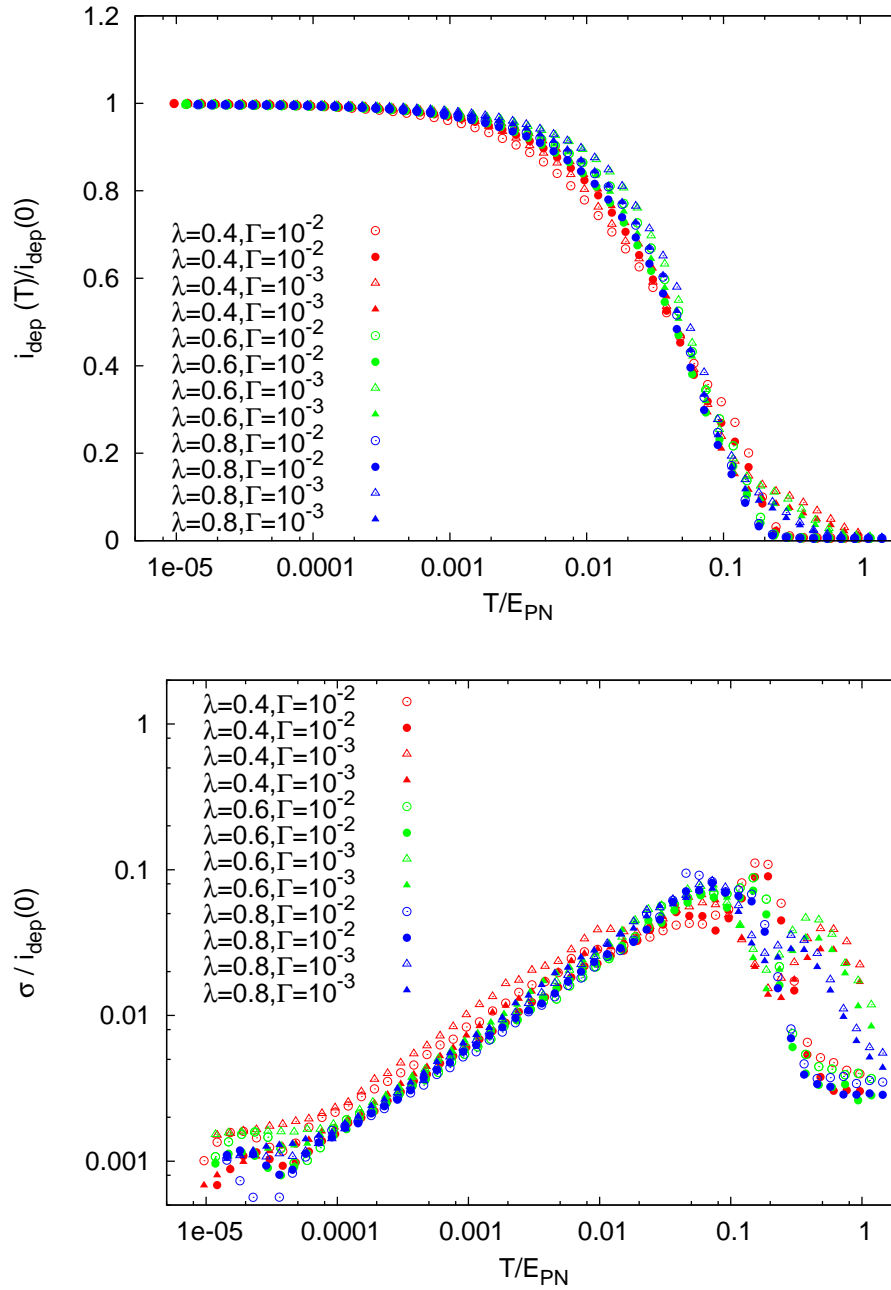 1.2
1
0.8
0.6
0.4
0.2
0
i_dep (T)/i_dep(0)
λ=0.4,Γ=10⁻²
λ=0.4,Γ=10⁻²
λ=0.4,Γ=10⁻³
λ=0.4,Γ=10⁻³
λ=0.6,Γ=10⁻²
λ=0.6,Γ=10⁻²
λ=0.6,Γ=10⁻³
λ=0.6,Γ=10⁻³
λ=0.8,Γ=10⁻²
λ=0.8,Γ=10⁻²
λ=0.8,Γ=10⁻³
λ=0.8,Γ=10⁻³
1e-05 0.0001 0.001 0.01 0.1 1
T/E_PN
1
0.1
0.01
0.001
σ / i_dep(0)
λ=0.4,Γ=10⁻²
λ=0.4,Γ=10⁻²
λ=0.4,Γ=10⁻³
λ=0.4,Γ=10⁻³
λ=0.6,Γ=10⁻²
λ=0.6,Γ=10⁻²
λ=0.6,Γ=10⁻³
λ=0.6,Γ=10⁻³
λ=0.8,Γ=10⁻²
λ=0.8,Γ=10⁻²
λ=0.8,Γ=10⁻³
λ=0.8,Γ=10⁻³
1e-05 0.0001 0.001 0.01 0.1 1
T/E_PN